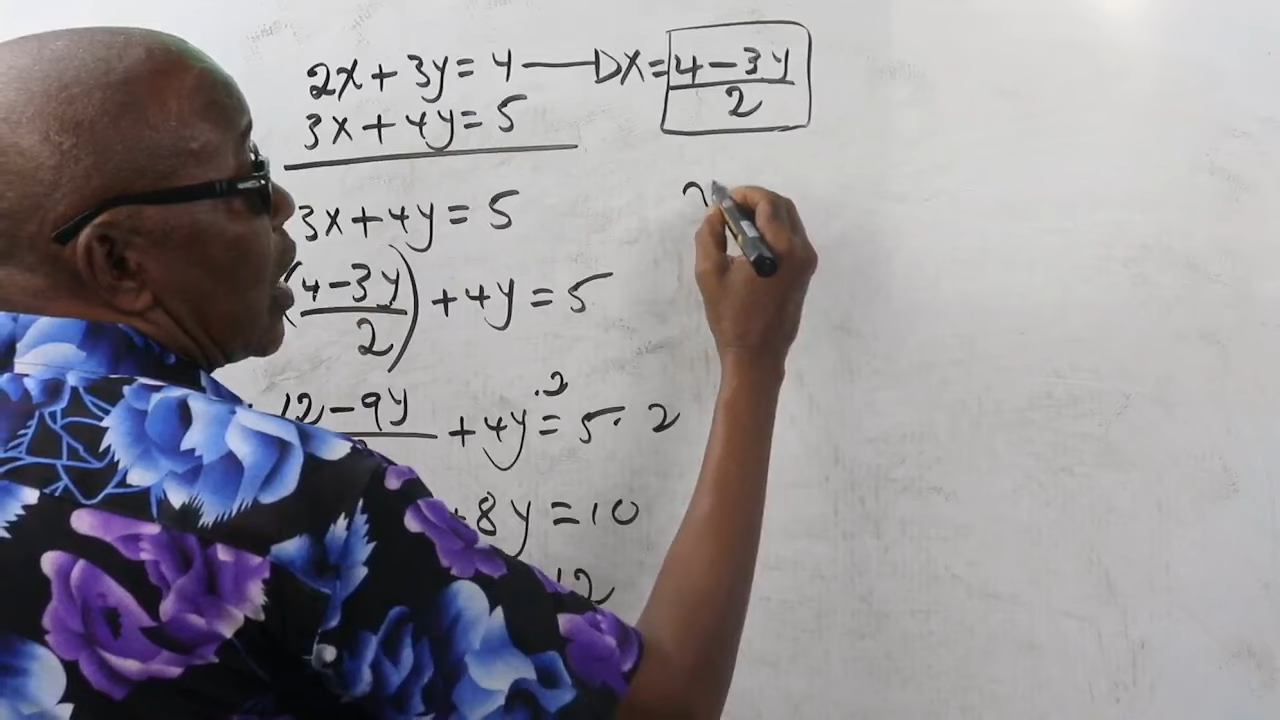 2x + 3y = 4 —▷ x = 4 - 3y / 2
3x + 4y = 5
3x + 4y = 5
(4 - 3y / 2) + 4y = 5
12 - 9y + 4y .2 = 5 . 2
+ 8y = 10
12